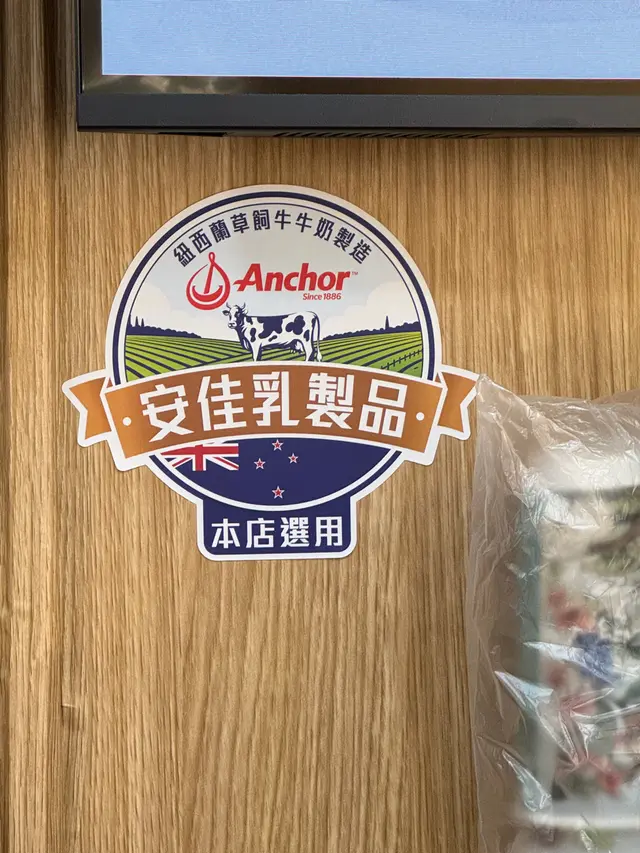 紐西蘭草飼牛牛奶製造
Anchor™
Since 1886
·安佳乳製品·
本店選用